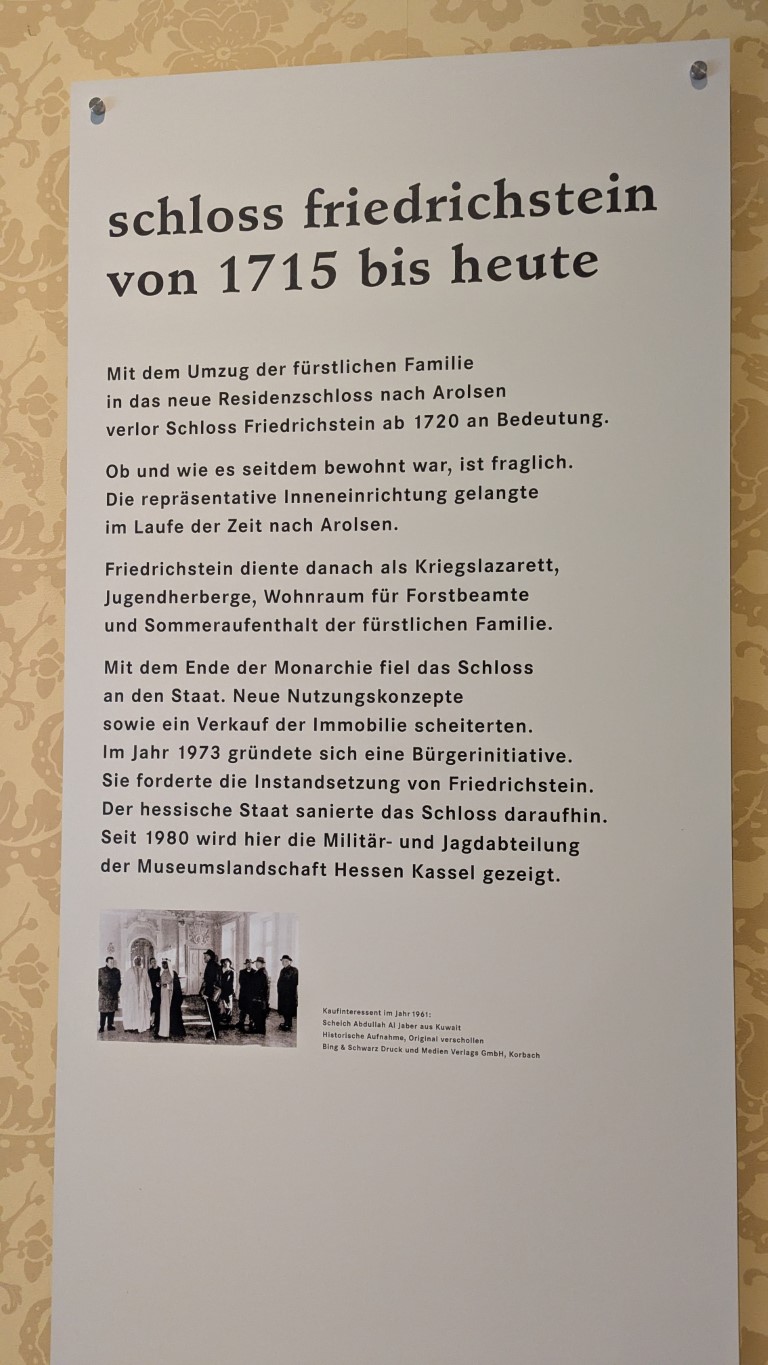 schloss friedrichstein
von 1715 bis heute
Mit dem Umzug der fürstlichen Familie
in das neue Residenzschloss nach Arolsen
verlor Schloss Friedrichstein ab 1720 an Bedeutung.
Ob und wie es seitdem bewohnt war, ist fraglich.
Die repräsentative Inneneinrichtung gelangte
im Laufe der Zeit nach Arolsen.
Friedrichstein diente danach als Kriegslazarett,
Jugendherberge, Wohnraum für Forstbeamte
und Sommeraufenthalt der fürstlichen Familie.
Mit dem Ende der Monarchie fiel das Schloss
an den Staat. Neue Nutzungskonzepte
sowie ein Verkauf der Immobilie scheiterten.
Im Jahr 1973 gründete sich eine Bürgerinitiative.
Sie forderte die Instandsetzung von Friedrichstein.
Der hessische Staat sanierte das Schloss daraufhin.
Seit 1980 wird hier die Militär- und Jagdabteilung
der Museumslandschaft Hessen Kassel gezeigt.
Kaufinteressent im Jahr 1961:
Scheich Abdullah Al Jaber aus Kuwait
Historische Aufnahme, Original verschollen
Bing & Schwarz Druck und Medien Verlags GmbH, Korbach